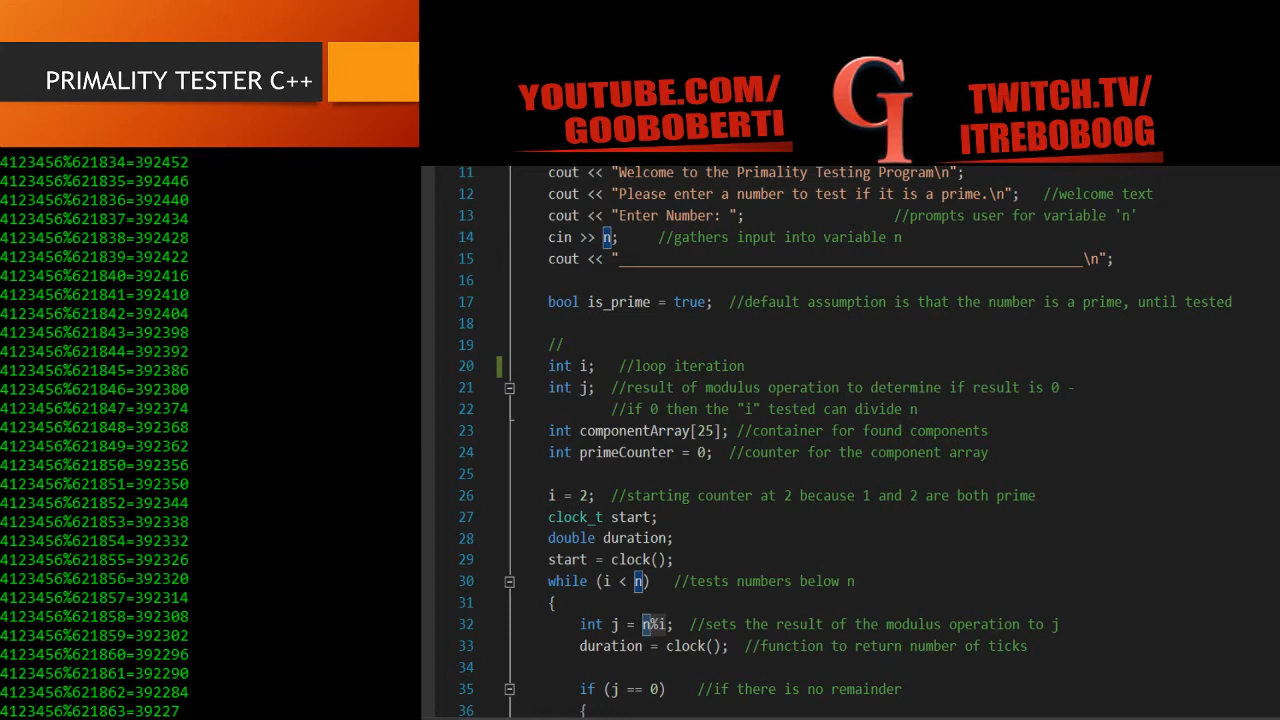 PRIMALITY TESTER C++
YOUTUBE.COM/
GOOBOBERTI
GI
TWITCH.TV/
ITREBOBOOG
4123456%621834=392452
4123456%621835=392446
4123456%621836=392440
4123456%621837=392434
4123456%621838=392428
4123456%621839=392422
4123456%621840=392416
4123456%621841=392410
4123456%621842=392404
4123456%621843=392398
4123456%621844=392392
4123456%621845=392386
4123456%621846=392380
4123456%621847=392374
4123456%621848=392368
4123456%621849=392362
4123456%621850=392356
4123456%621851=392350
4123456%621852=392344
4123456%621853=392338
4123456%621854=392332
4123456%621855=392326
4123456%621856=392320
4123456%621857=392314
4123456%621858=392308
4123456%621859=392302
4123456%621860=392296
4123456%621861=392290
4123456%621862=392284
4123456%621863=39227
11 cout << "Welcome to the Primality Testing Program\n";
12 cout << "Please enter a number to test if it is a prime.\n"; //welcome text
13 cout << "Enter Number: "; //prompts user for variable 'n'
14 cin >> n; //gathers input into variable n
15 cout << "___________________________________________________________\n";
16
17 bool is_prime = true; //default assumption is that the number is a prime, until tested
18
19 //
20 int i; //loop iteration
21 int j; //result of modulus operation to determine if result is 0 -
22 //if 0 then the "i" tested can divide n
23 int componentArray[25]; //container for found components
24 int primeCounter = 0; //counter for the component array
25
26 i = 2; //starting counter at 2 because 1 and 2 are both prime
27 clock_t start;
28 double duration;
29 start = clock();
30 while (i < n) //tests numbers below n
31 {
32 int j = n%i; //sets the result of the modulus operation to j
33 duration = clock(); //function to return number of ticks
34
35 if (j == 0) //if there is no remainder
36 {